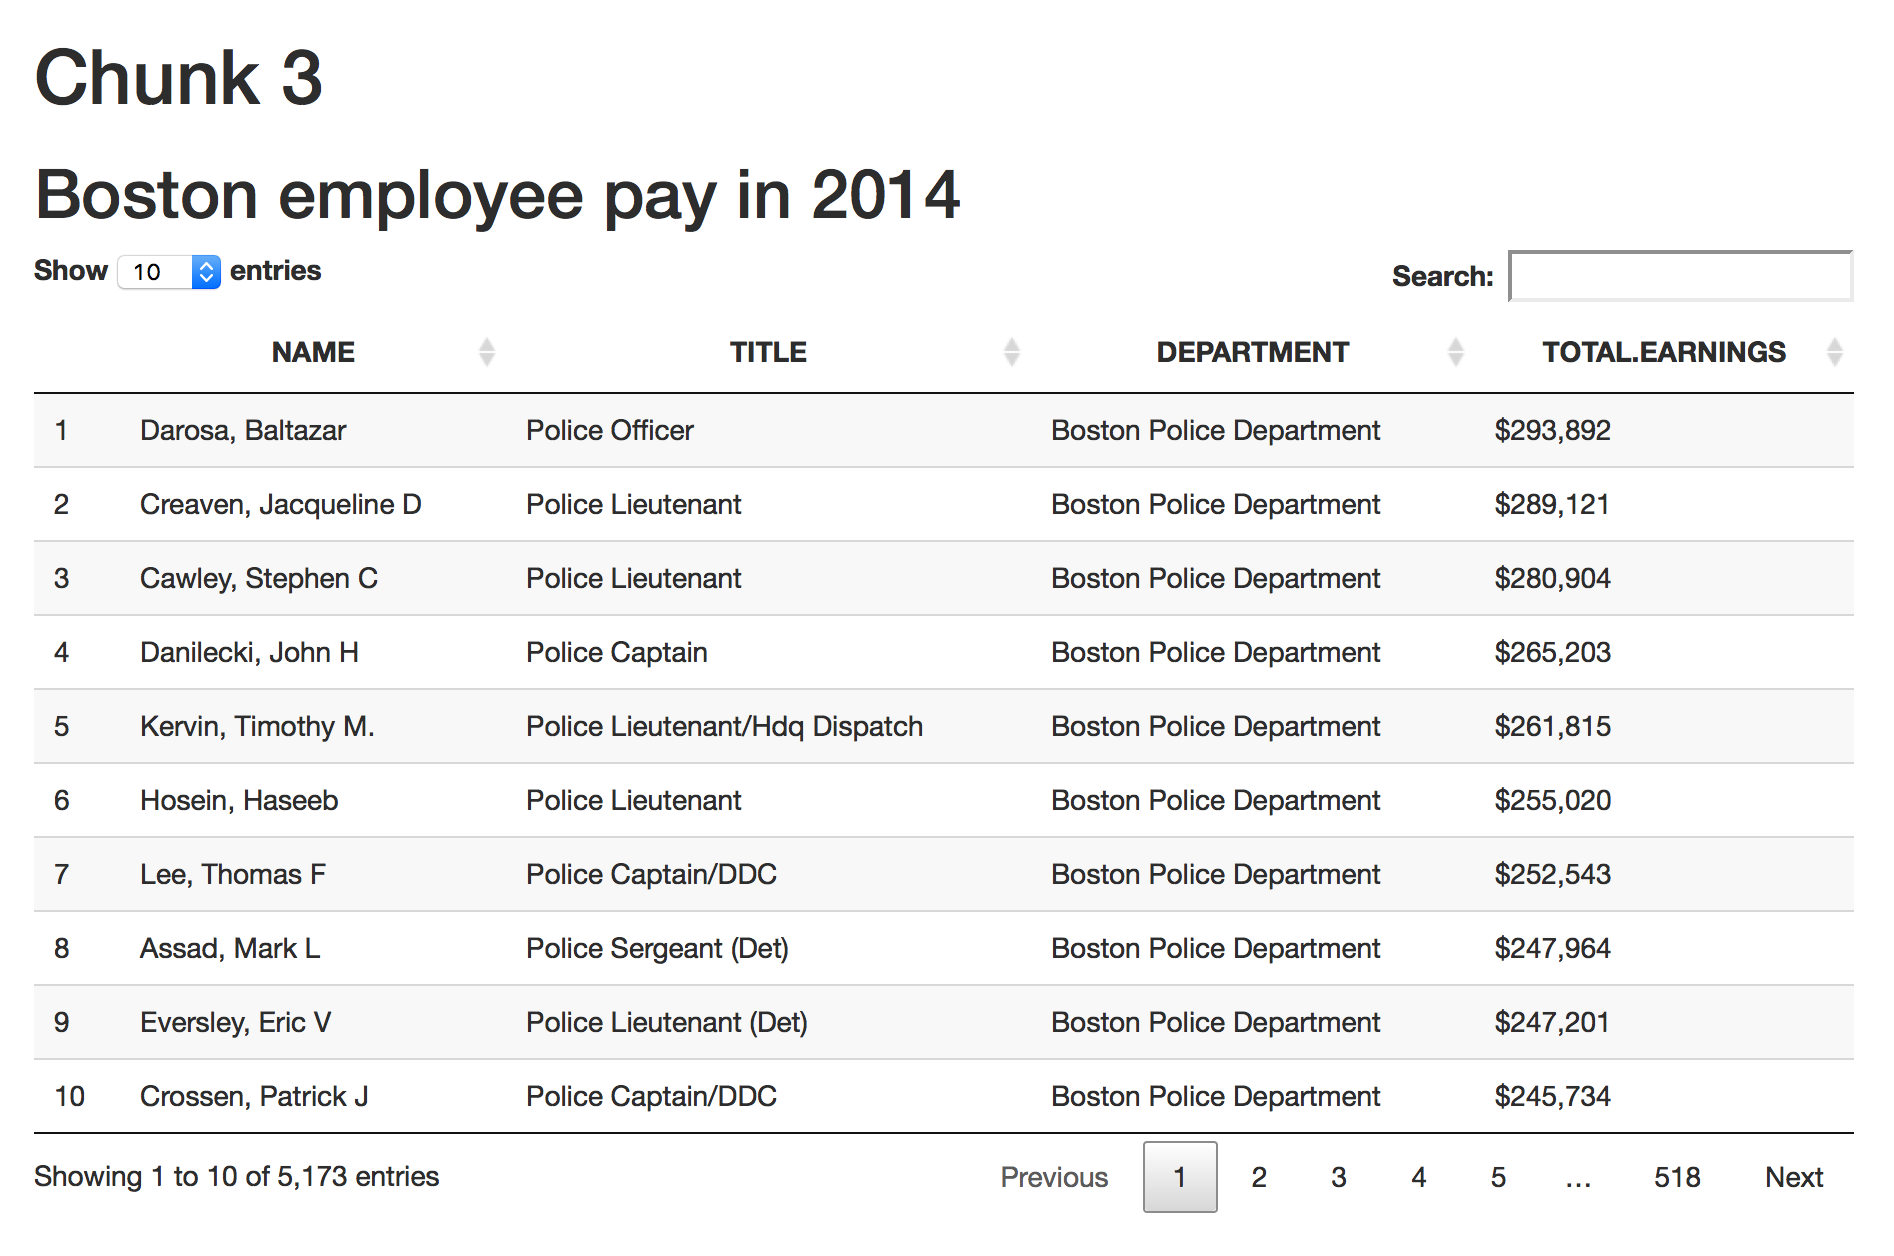 Chunk 3
Boston employee pay in 2014
Show 10 entries Search:
NAME TITLE DEPARTMENT TOTAL.EARNINGS
1 Darosa, Baltazar Police Officer Boston Police Department $293,892
2 Creaven, Jacqueline D Police Lieutenant Boston Police Department $289,121
3 Cawley, Stephen C Police Lieutenant Boston Police Department $280,904
4 Danilecki, John H Police Captain Boston Police Department $265,203
5 Kervin, Timothy M. Police Lieutenant/Hdq Dispatch Boston Police Department $261,815
6 Hosein, Haseeb Police Lieutenant Boston Police Department $255,020
7 Lee, Thomas F Police Captain/DDC Boston Police Department $252,543
8 Assad, Mark L Police Sergeant (Det) Boston Police Department $247,964
9 Eversley, Eric V Police Lieutenant (Det) Boston Police Department $247,201
10 Crossen, Patrick J Police Captain/DDC Boston Police Department $245,734
Showing 1 to 10 of 5,173 entries Previous 1 2 3 4 5 … 518 Next